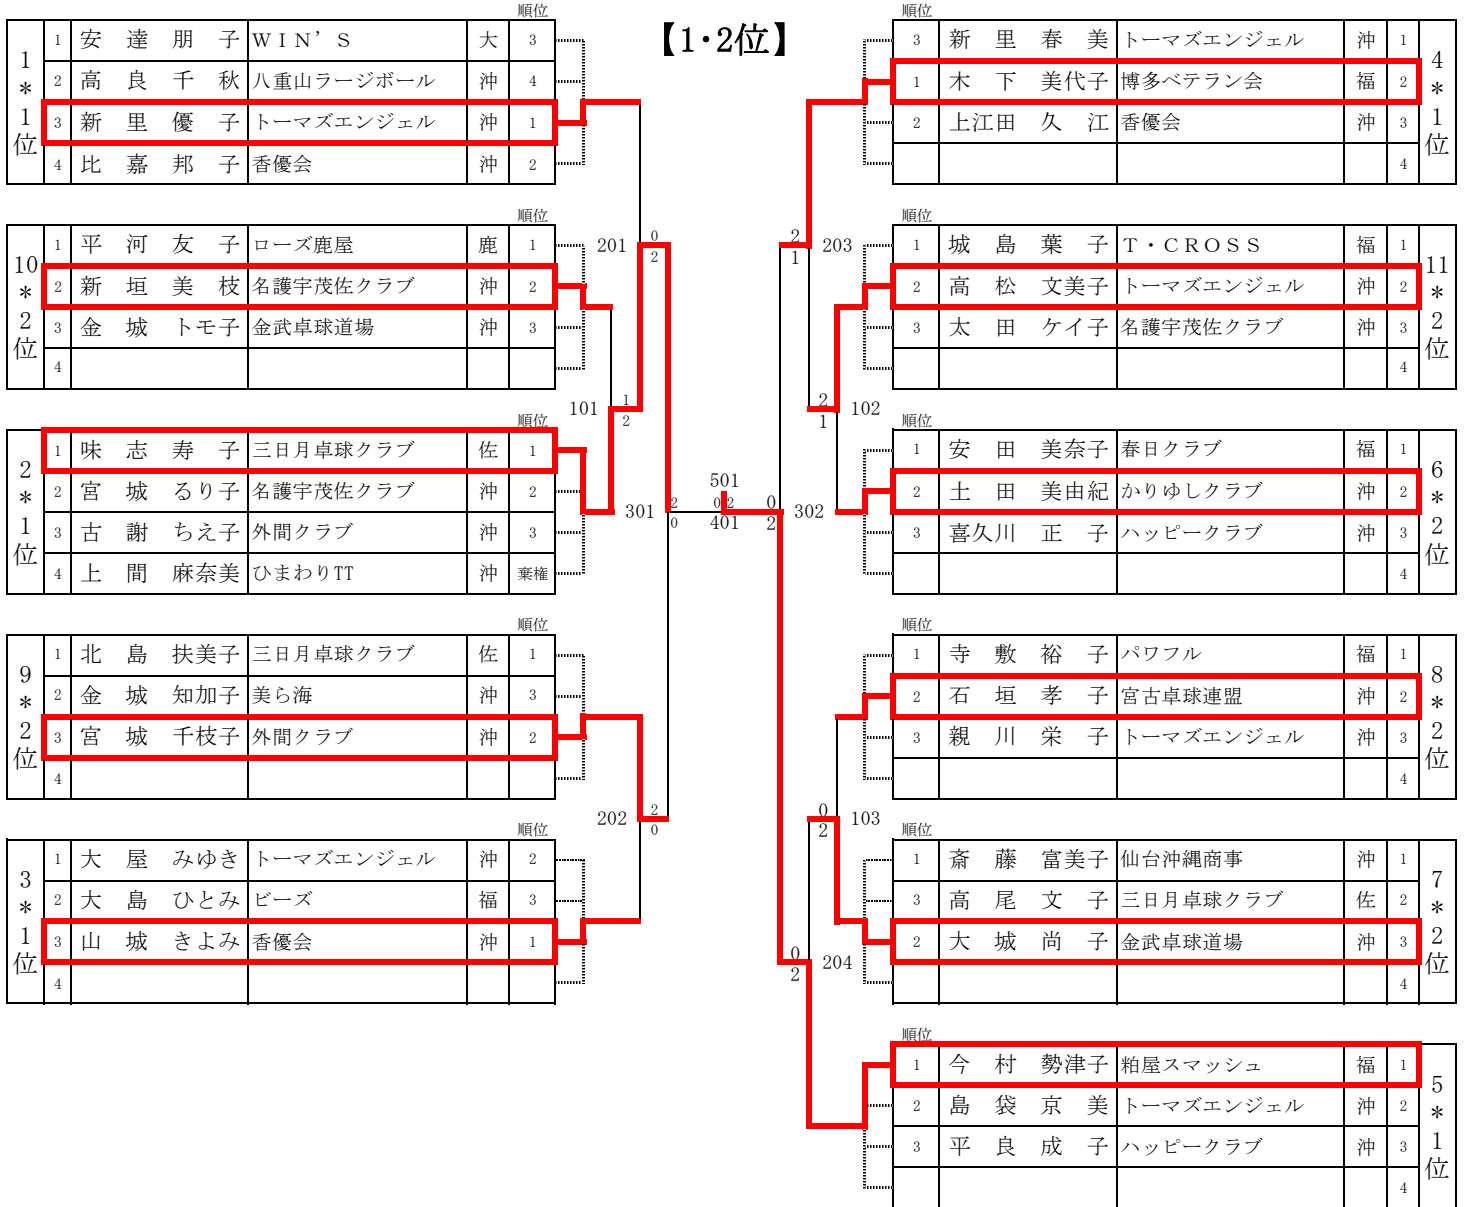 【1・2位】
順位
1*1位
1 安達朋子 WIN'S 大 3
2 高良千秋 八重山ラージボール 沖 4
3 新里優子 トーマズエンジェル 沖 1
4 比嘉邦子 香優会 沖 2
順位
10*2位
1 平河友子 ローズ鹿屋 鹿 1
2 新垣美枝 名護宇茂佐クラブ 沖 2
3 金城トモ子 金武卓球道場 沖 3
4
順位
2*1位
1 味志寿子 三日月卓球クラブ 佐 1
2 宮城るり子 名護宇茂佐クラブ 沖 2
3 古謝ちえ子 外間クラブ 沖 3
4 上間麻奈美 ひまわりTT 沖 棄権
順位
9*2位
1 北島扶美子 三日月卓球クラブ 佐 1
2 金城知加子 美ら海 沖 3
3 宮城千枝子 外間クラブ 沖 2
4
順位
3*1位
1 大屋みゆき トーマズエンジェル 沖 2
2 大島ひとみ ビーズ 福 3
3 山城きよみ 香優会 沖 1
4
201 0 2
101 1 2
301 2 0
202 2 0
501
0 2
401
2 1 203
2 1 102
0 2 302
0 2 103
0 2 204
順位
4*1位
3 新里春美 トーマズエンジェル 沖 1
1 木下美代子 博多ベテラン会 福 2
2 上江田久江 香優会 沖 3
4
順位
11*2位
1 城島葉子 T・CROSS 福 1
2 高松文美子 トーマズエンジェル 沖 2
3 太田ケイ子 名護宇茂佐クラブ 沖 3
4
順位
6*2位
1 安田美奈子 春日クラブ 福 1
2 土田美由紀 かりゆしクラブ 沖 2
3 喜久川正子 ハッピークラブ 沖 3
4
順位
8*2位
1 寺敷裕子 パワフル 福 1
2 石垣孝子 宮古卓球連盟 沖 2
3 親川栄子 トーマズエンジェル 沖 3
4
順位
7*2位
1 斎藤富美子 仙台沖縄商事 沖 1
3 高尾文子 三日月卓球クラブ 佐 2
2 大城尚子 金武卓球道場 沖 3
4
順位
5*1位
1 今村勢津子 粕屋スマッシュ 福 1
2 島袋京美 トーマズエンジェル 沖 2
3 平良成子 ハッピークラブ 沖 3
4